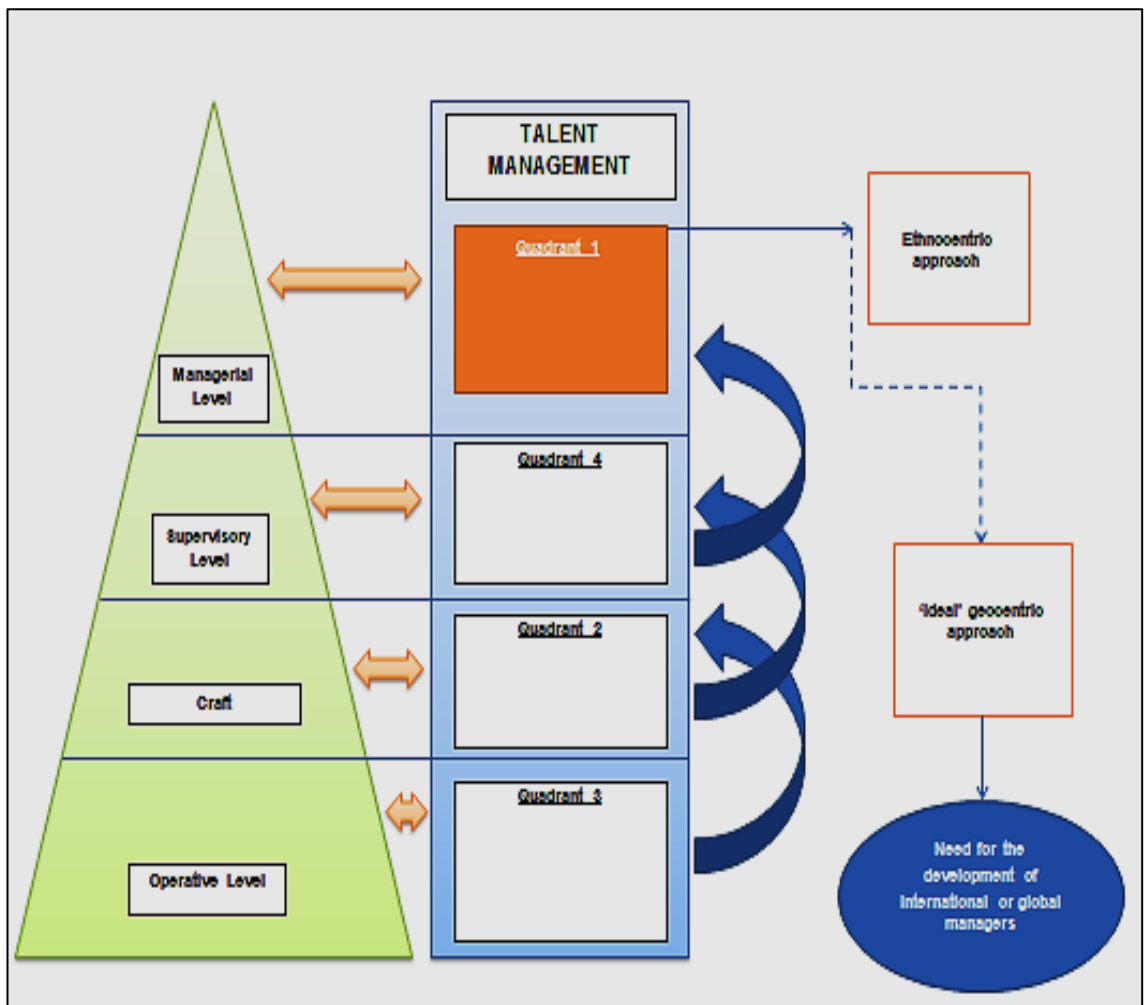 TALENT
MANAGEMENT
Quadrant 1
Ethnocentric
approach
Managerial
Level
Quadrant 4
Supervisory
Level
'Ideal' geocentric
approach
Quadrant 2
Craft
Quadrant 3
Operative Level
Need for the
development of
international or global
managers